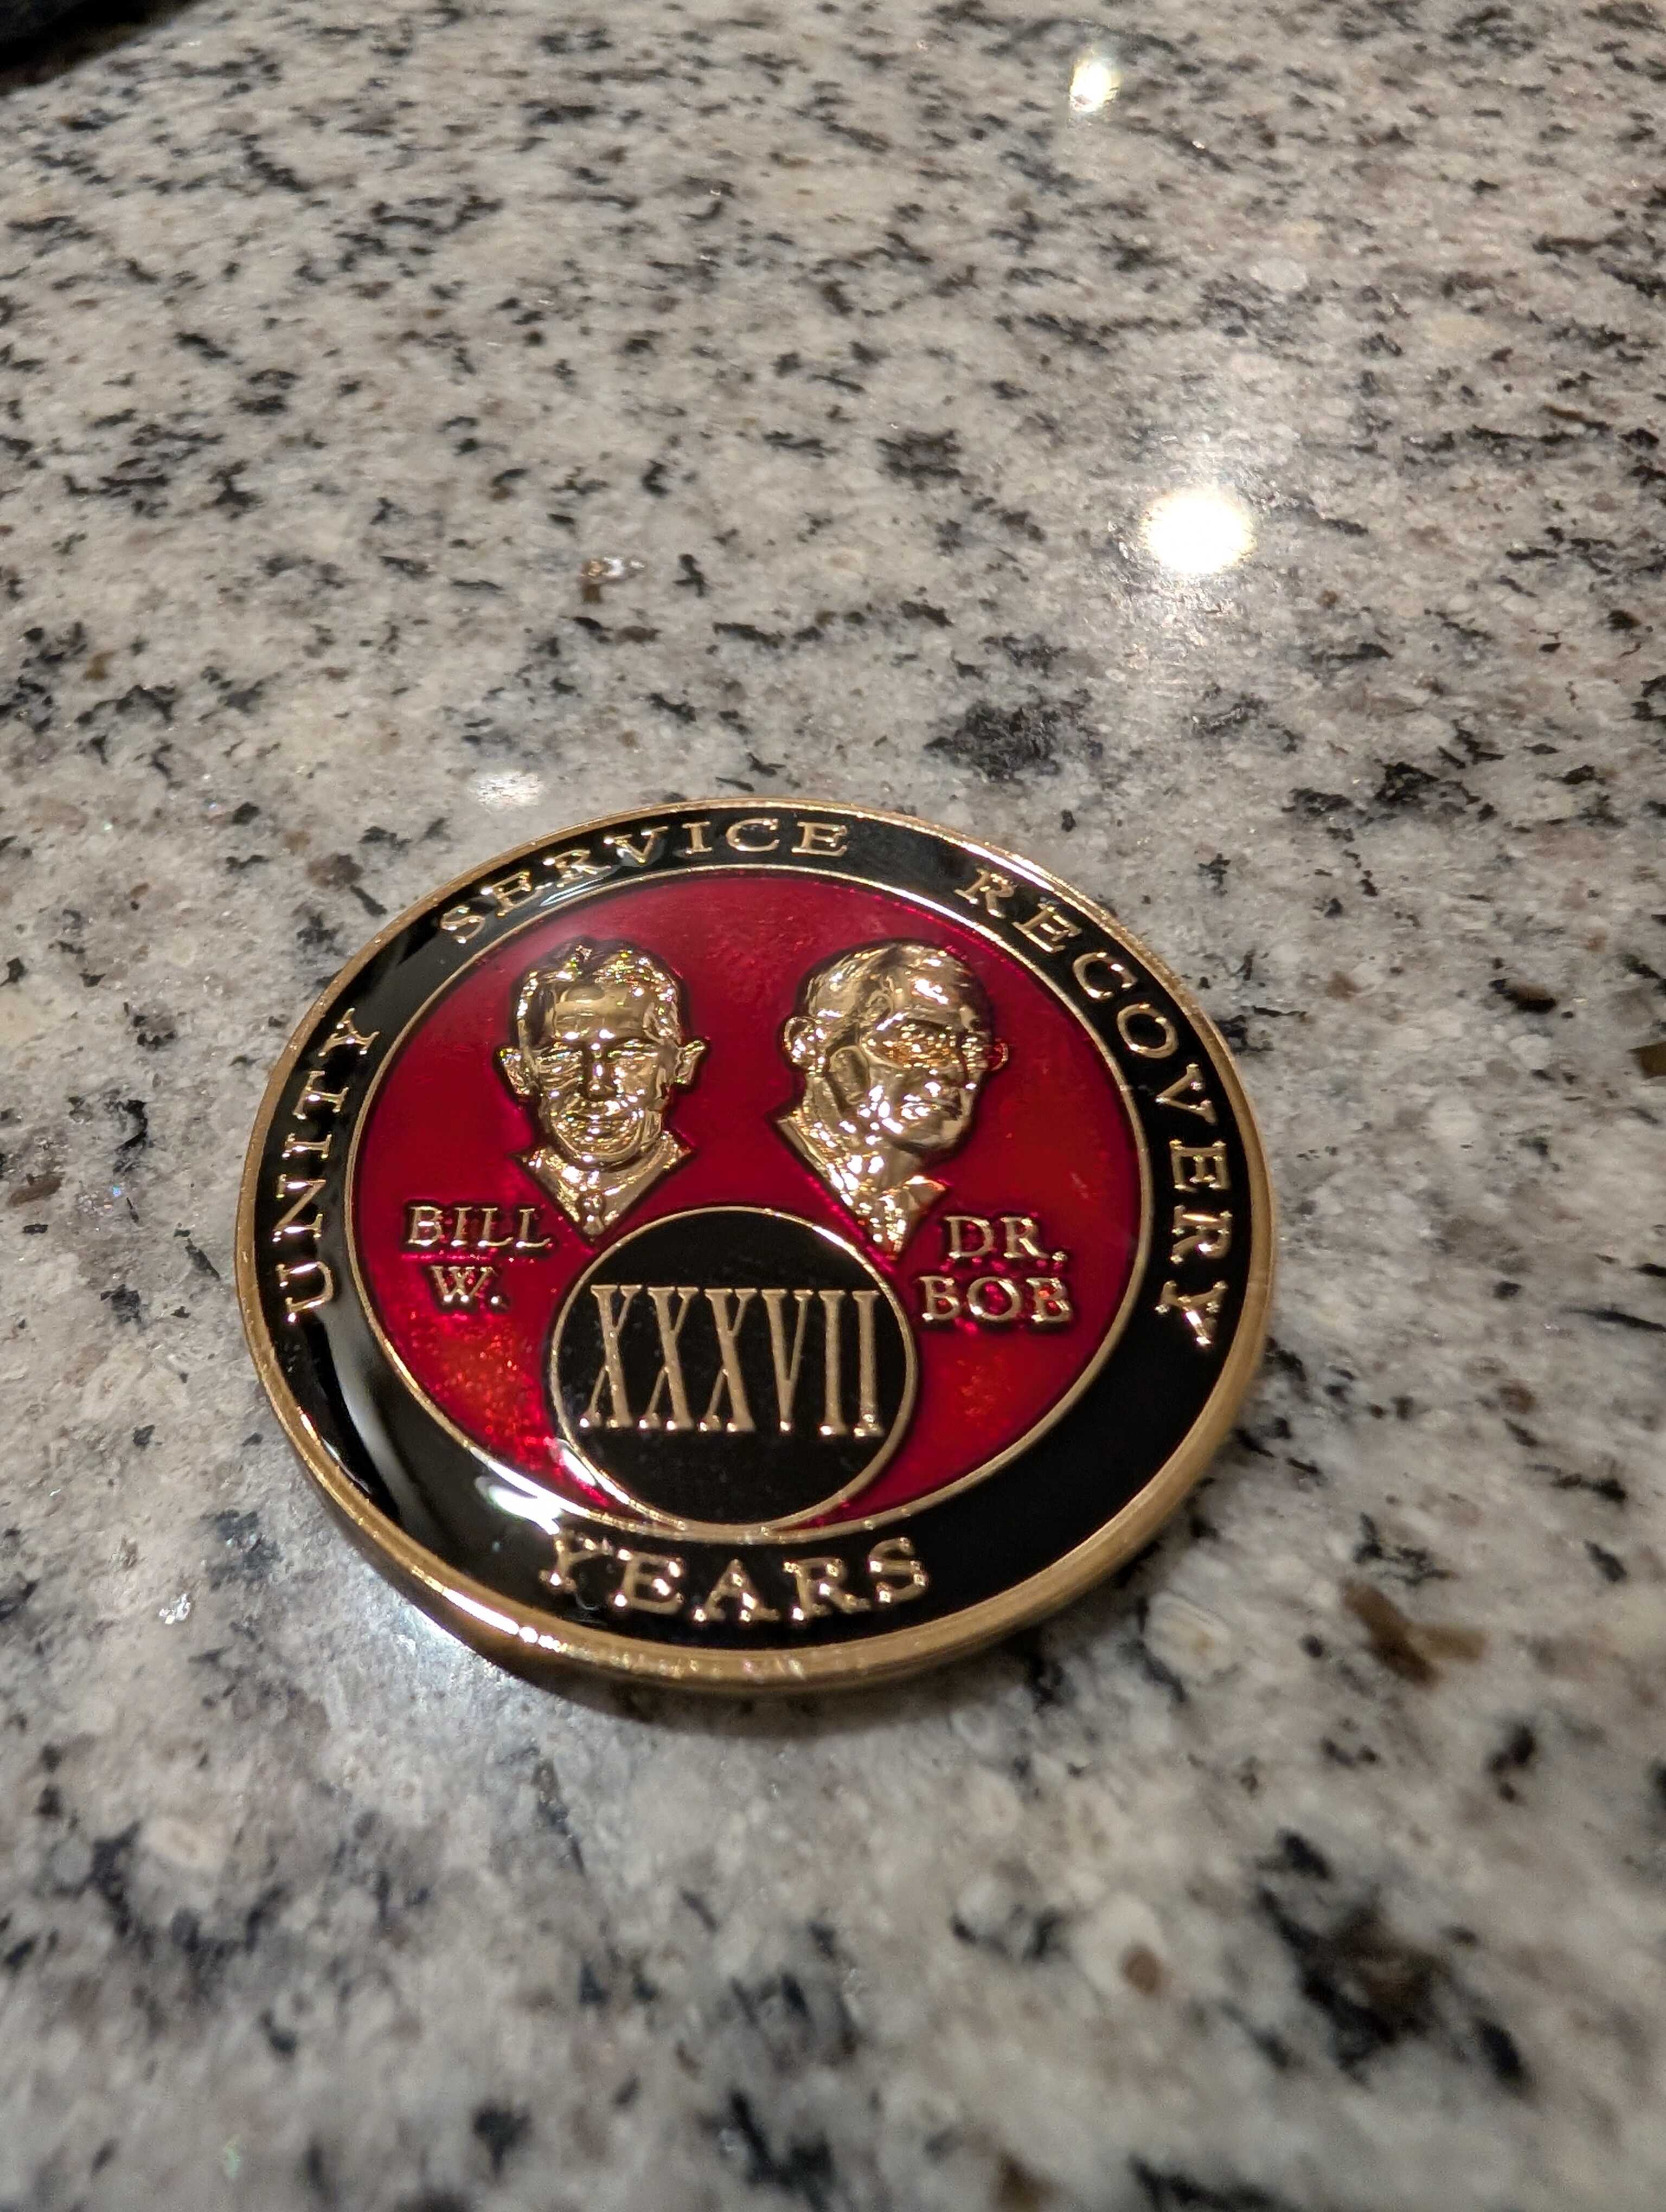 UNITY SERVICE RECOVERY
BILL
W.
DR.
BOB
XXXVII
YEARS